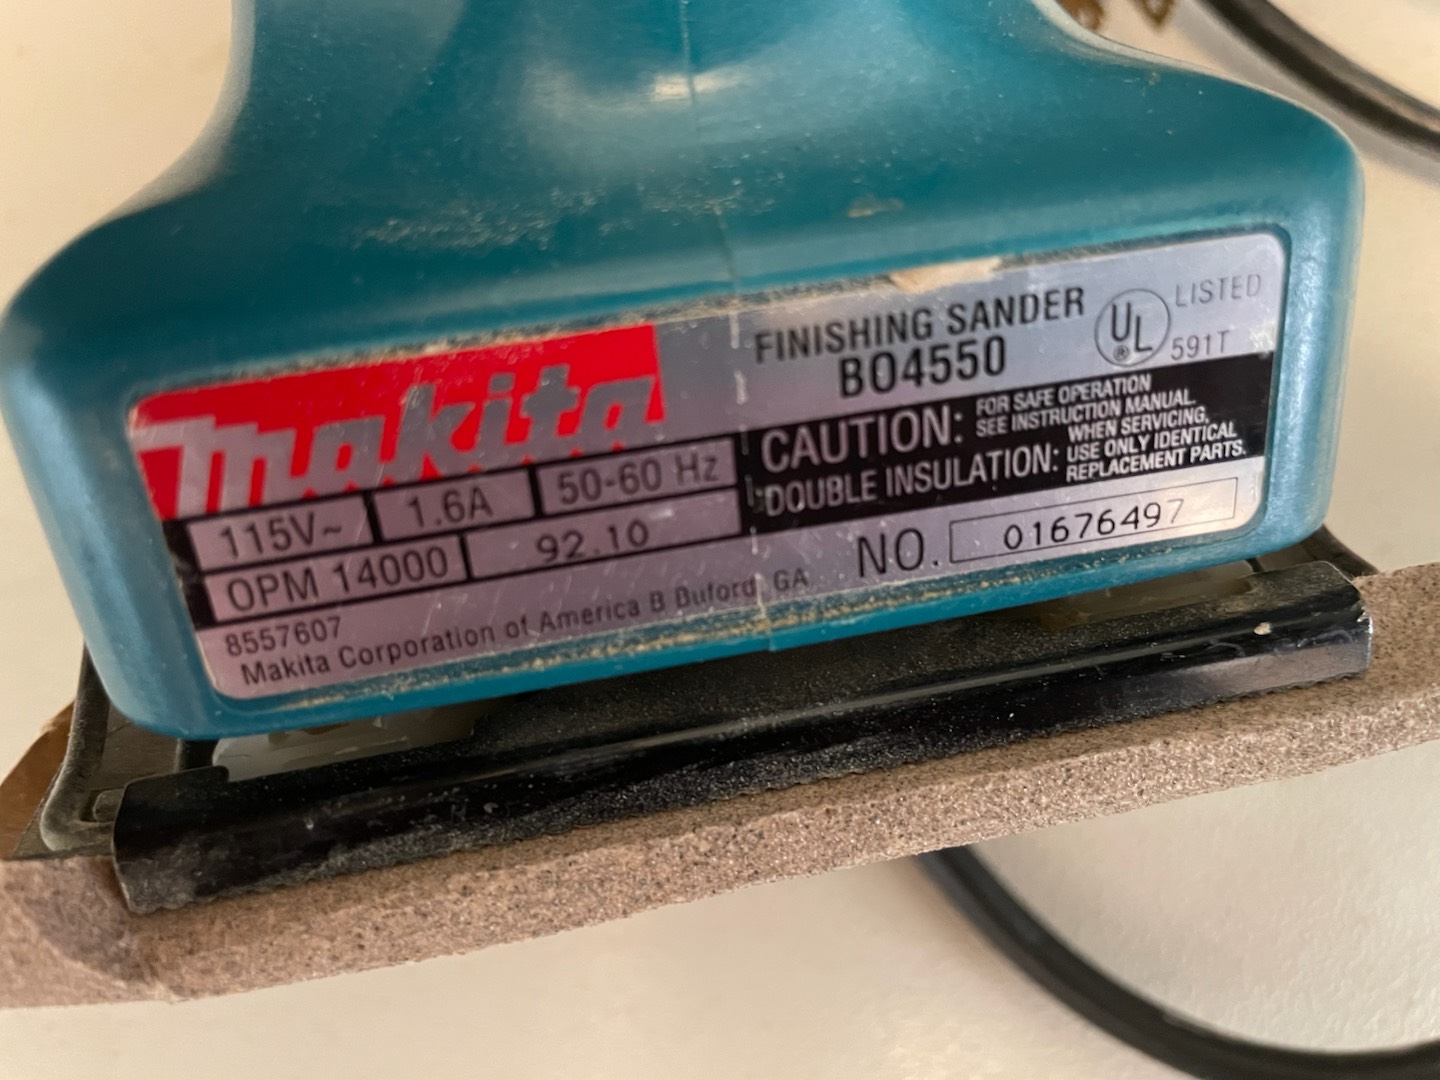 makita
FINISHING SANDER
BO4550
UL
®
LISTED
591T
115V~
1.6A
50-60 Hz
OPM 14000
92.10
CAUTION:
FOR SAFE OPERATION
SEE INSTRUCTION MANUAL.
DOUBLE INSULATION:
WHEN SERVICING,
USE ONLY IDENTICAL
REPLACEMENT PARTS.
NO. 01676497
8557607
Makita Corporation of America B Buford, GA